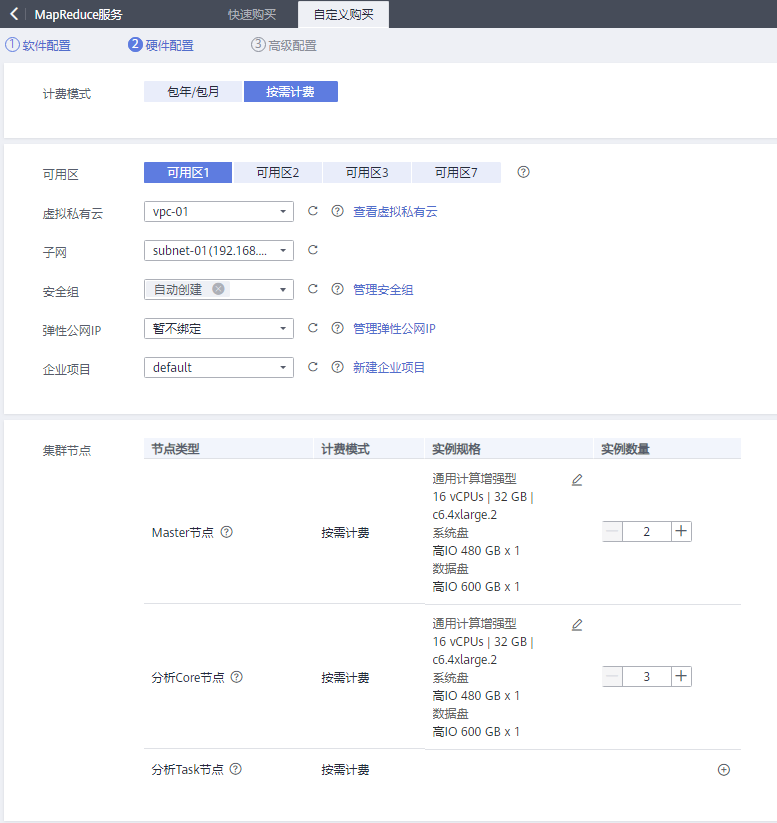 MapReduce服务 快速购买 自定义购买
1 软件配置 2 硬件配置 3 高级配置
计费模式 包年/包月 按需计费
可用区 可用区1 可用区2 可用区3 可用区7
虚拟私有云 vpc-01 查看虚拟私有云
子网 subnet-01(192.168....
安全组 自动创建 管理安全组
弹性公网IP 暂不绑定 管理弹性公网IP
企业项目 default 新建企业项目
集群节点 节点类型 计费模式 实例规格 实例数量
通用计算增强型
16 vCPUs | 32 GB |
c6.4xlarge.2
Master节点 按需计费 系统盘 2
高IO 480 GB x 1
数据盘
高IO 600 GB x 1
通用计算增强型
16 vCPUs | 32 GB |
c6.4xlarge.2
分析Core节点 按需计费 系统盘 3
高IO 480 GB x 1
数据盘
高IO 600 GB x 1
分析Task节点 按需计费